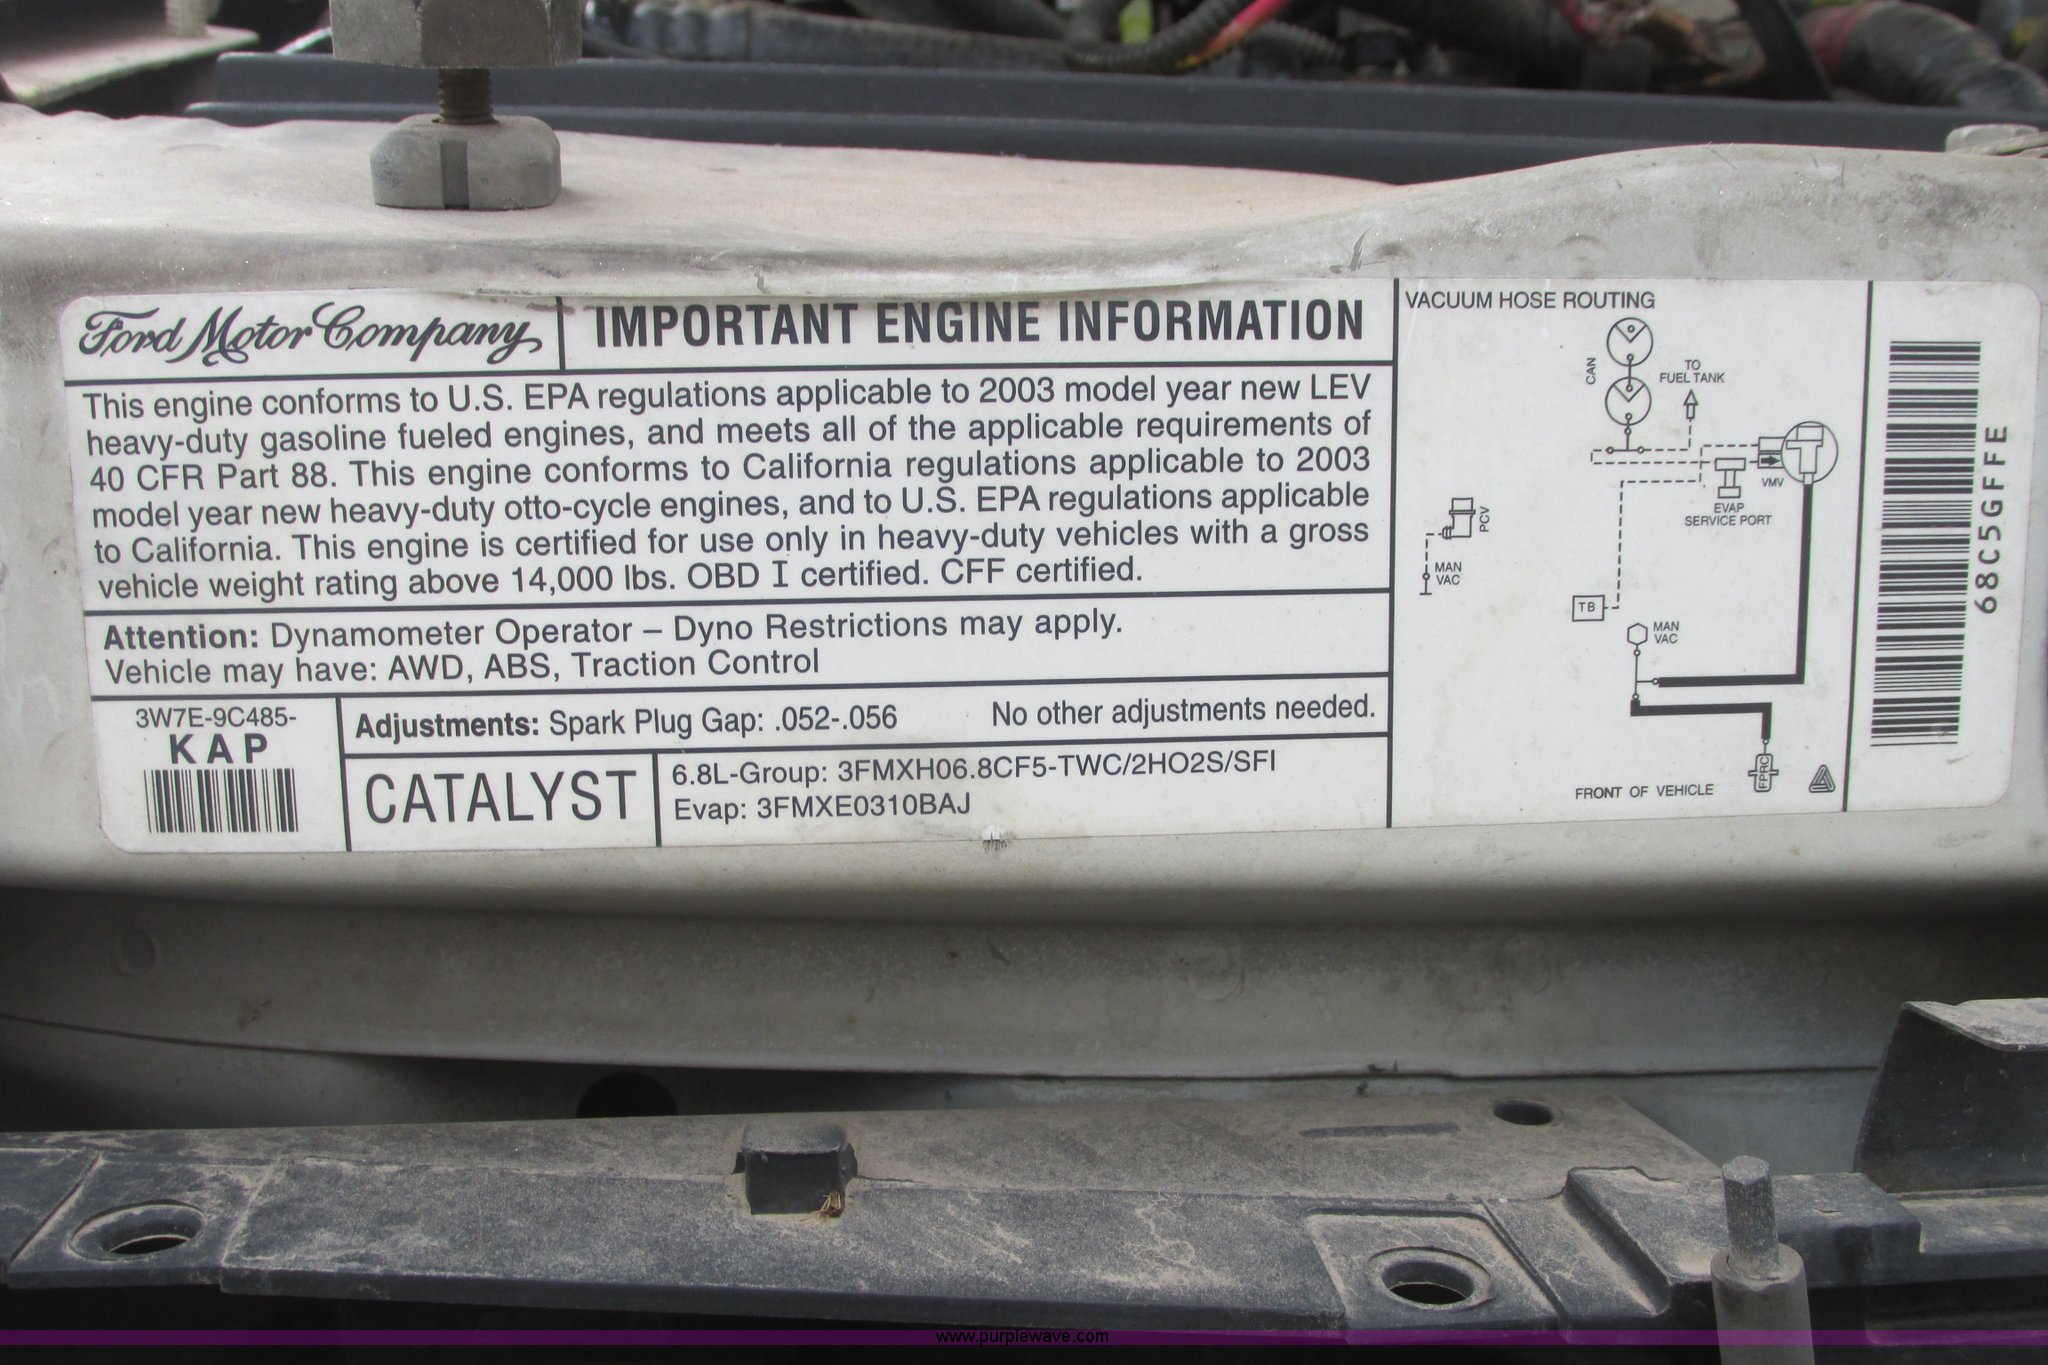 Ford Motor Company
IMPORTANT ENGINE INFORMATION
This engine conforms to U.S. EPA regulations applicable to 2003 model year new LEV
heavy-duty gasoline fueled engines, and meets all of the applicable requirements of
40 CFR Part 88. This engine conforms to California regulations applicable to 2003
model year new heavy-duty otto-cycle engines, and to U.S. EPA regulations applicable
to California. This engine is certified for use only in heavy-duty vehicles with a gross
vehicle weight rating above 14,000 lbs. OBD I certified. CFF certified.
Attention: Dynamometer Operator – Dyno Restrictions may apply.
Vehicle may have: AWD, ABS, Traction Control
3W7E-9C485-
KAP
Adjustments: Spark Plug Gap: .052-.056 No other adjustments needed.
CATALYST
6.8L-Group: 3FMXH06.8CF5-TWC/2HO2S/SFI
Evap: 3FMXE0310BAJ
VACUUM HOSE ROUTING
CAN
TO
FUEL TANK
VMV
EVAP
SERVICE PORT
PCV
MAN
VAC
TB
MAN
VAC
FPRC
FRONT OF VEHICLE
68C5GFFE
www.purplewave.com